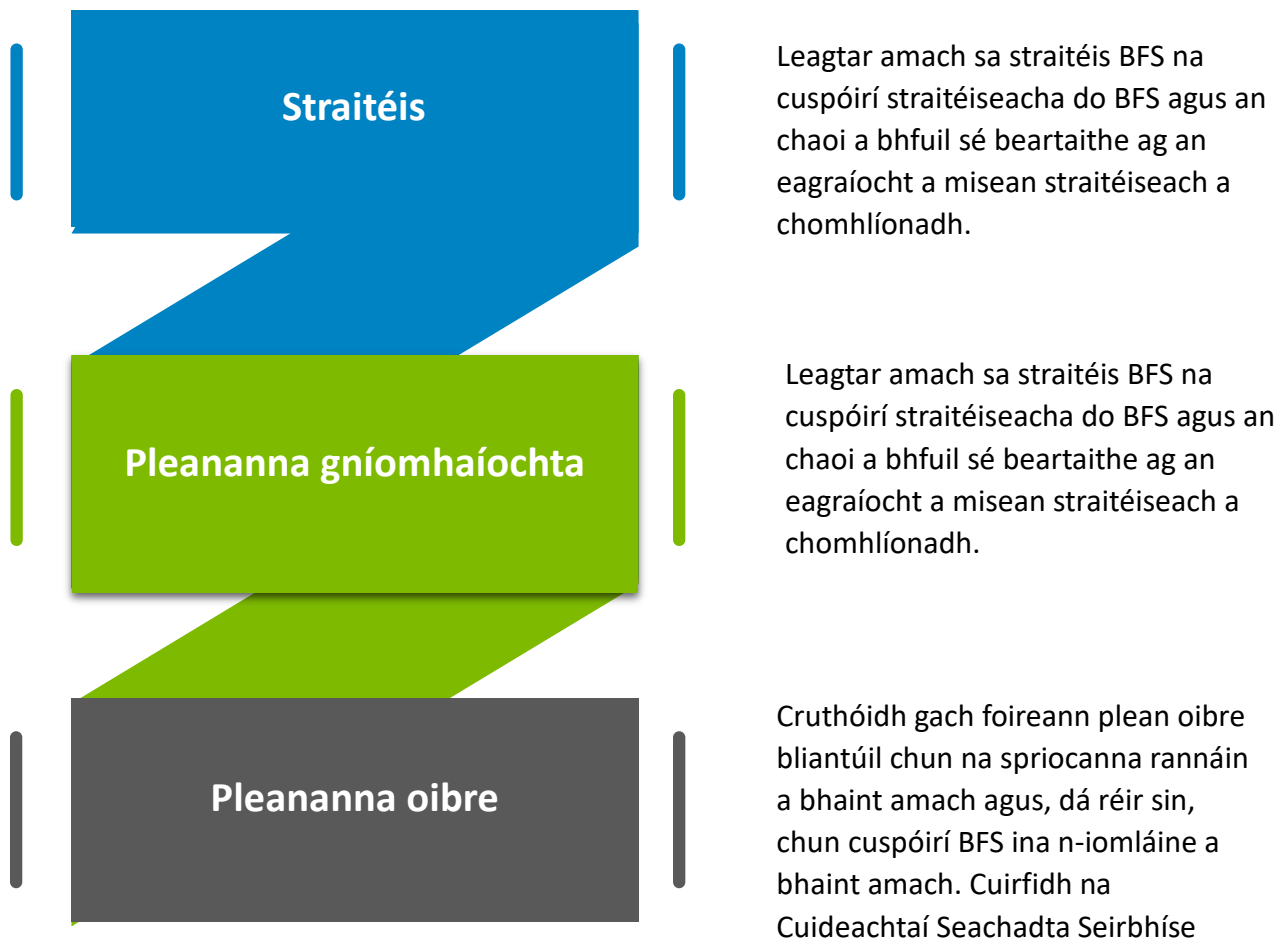 Straitéis
Leagtar amach sa straitéis BFS na
cuspóirí straitéiseacha do BFS agus an
chaoi a bhfuil sé beartaithe ag an
eagraíocht a misean straitéiseach a
chomhlíonadh.
Pleananna gníomhaíochta
Leagtar amach sa straitéis BFS na
cuspóirí straitéiseacha do BFS agus an
chaoi a bhfuil sé beartaithe ag an
eagraíocht a misean straitéiseach a
chomhlíonadh.
Pleananna oibre
Cruthóidh gach foireann plean oibre
bliantúil chun na spriocanna rannáin
a bhaint amach agus, dá réir sin,
chun cuspóirí BFS ina n-iomláine a
bhaint amach. Cuirfidh na
Cuideachtaí Seachadta Seirbhíse